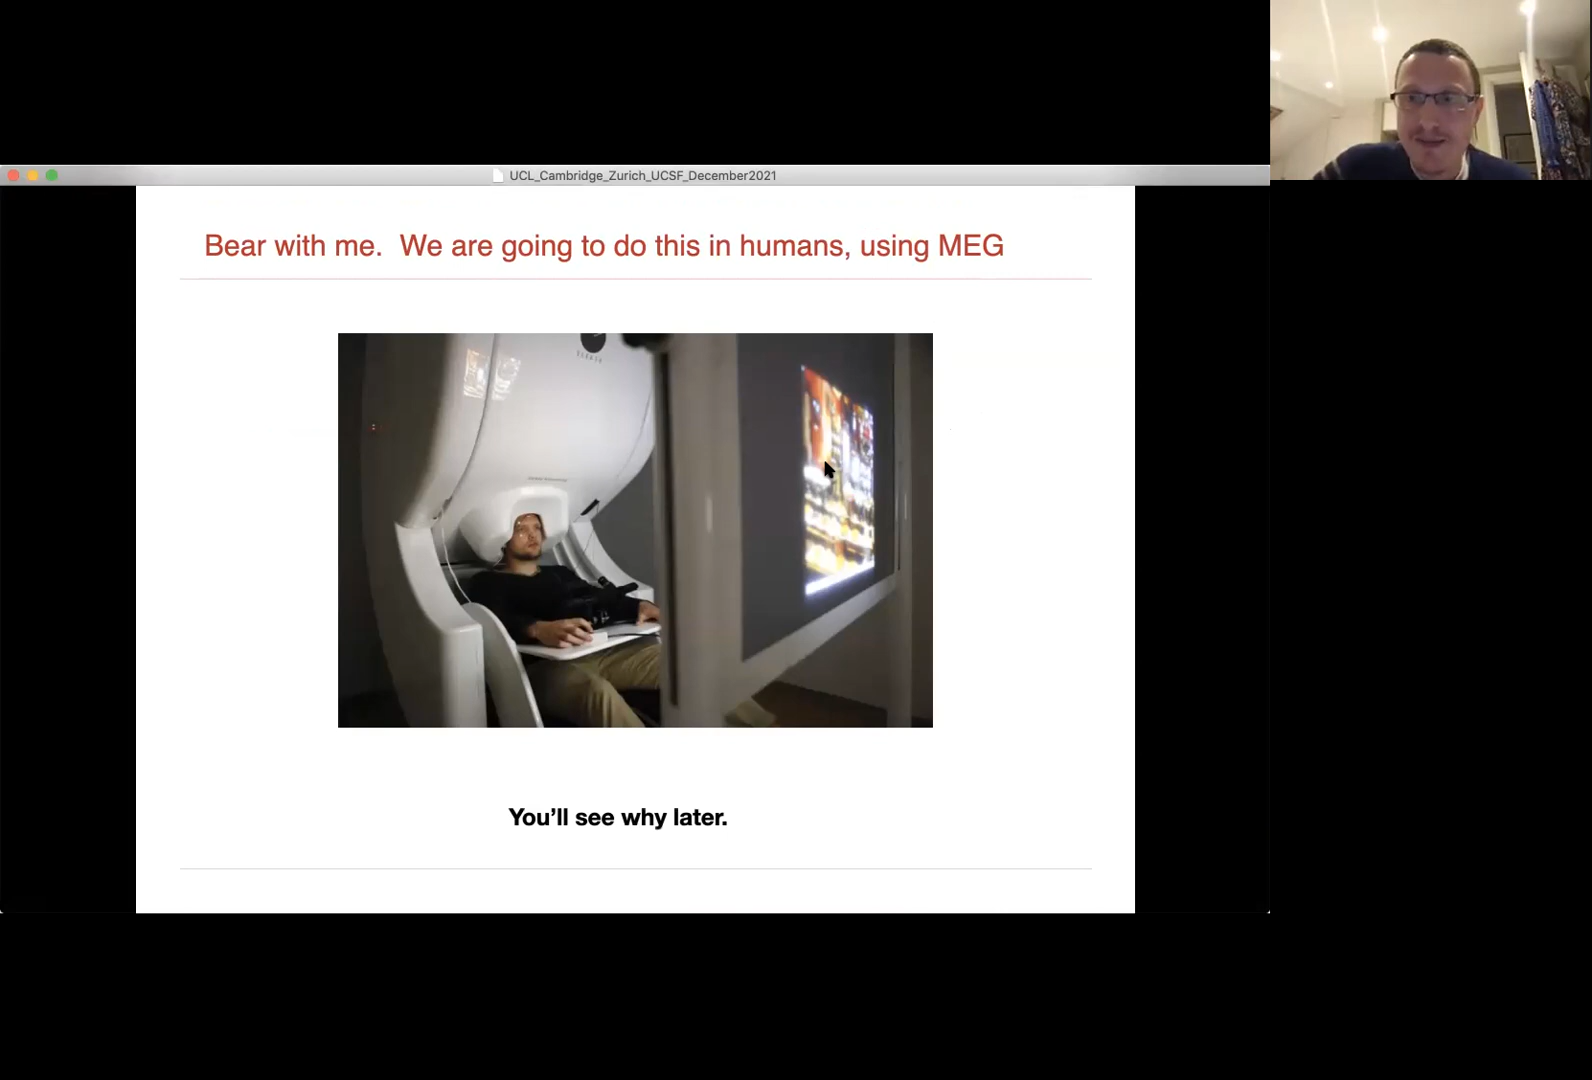 UCL_Cambridge_Zurich_UCSF_December2021
Bear with me.  We are going to do this in humans, using MEG
You'll see why later.